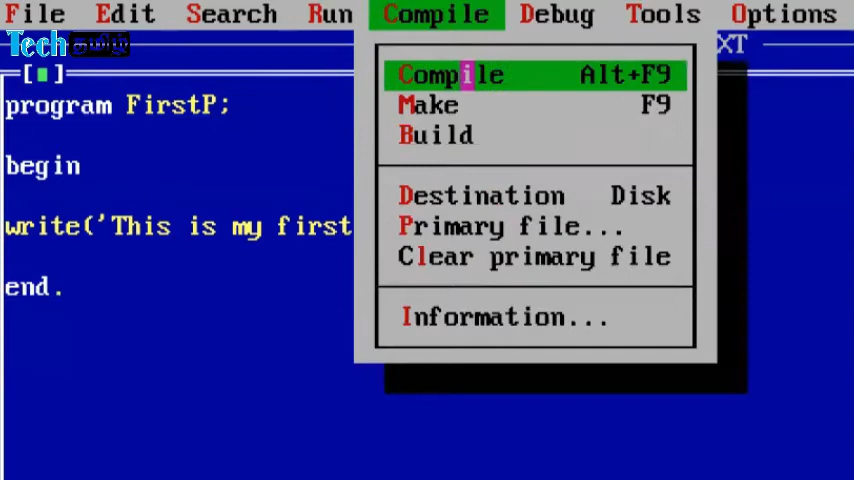 File Edit Search Run Compile Debug Tools Options
Tech தமிழ்
XT
[■]
program FirstP;
begin
write('This is my first
end.
Compile Alt+F9
Make F9
Build
Destination Disk
Primary file...
Clear primary file
Information...